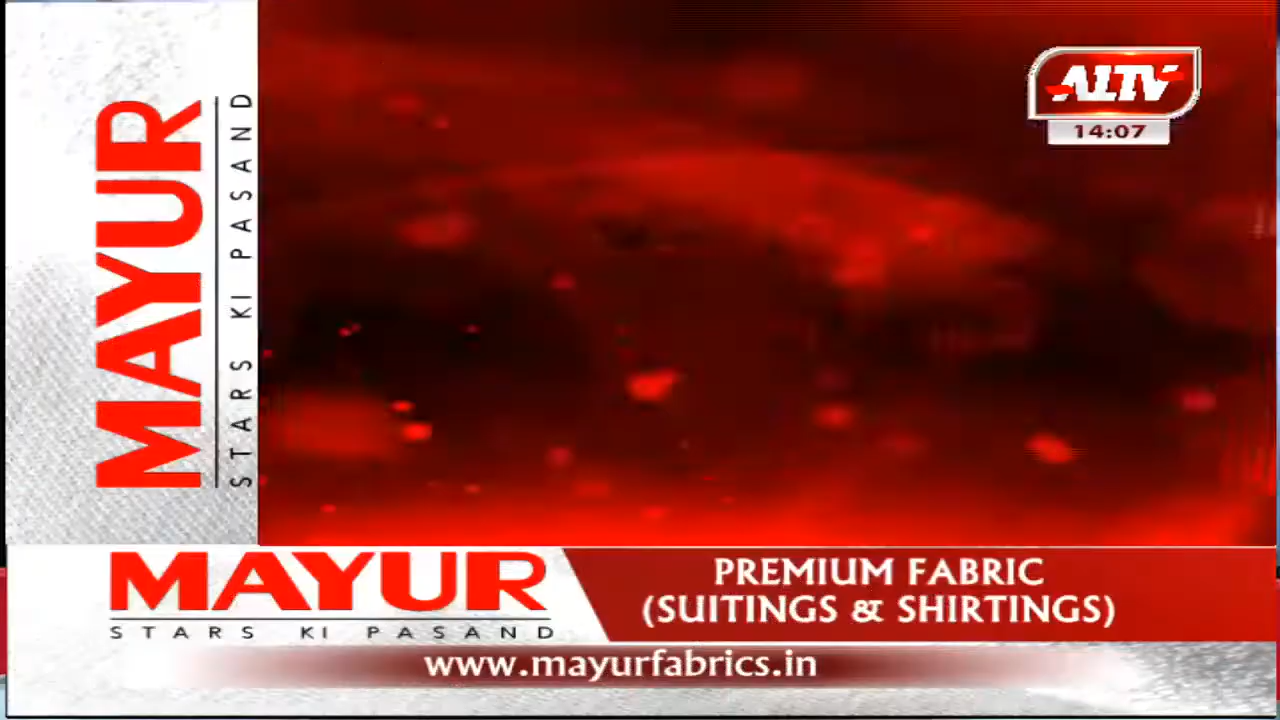 MAYUR
STARS KI PASAND
ALTV
14:07
MAYUR
STARS KI PASAND
PREMIUM FABRIC
(SUITINGS & SHIRTINGS)
www.mayurfabrics.in